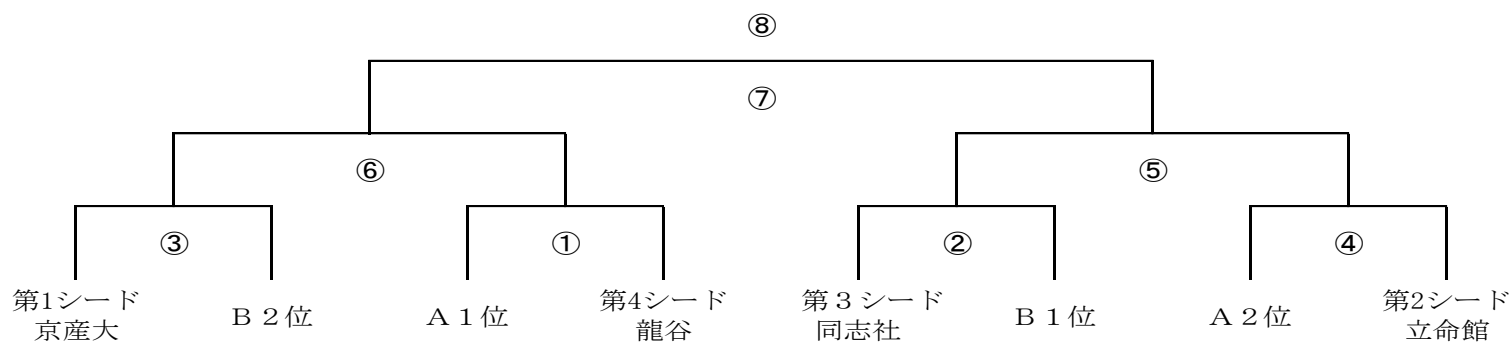 ⑧
⑦
⑥ ⑤
③ ① ② ④
第1シード 第4シード 第３シード 第2シード
京産大 Ｂ２位 Ａ１位 龍谷 同志社 Ｂ１位 Ａ２位 立命館